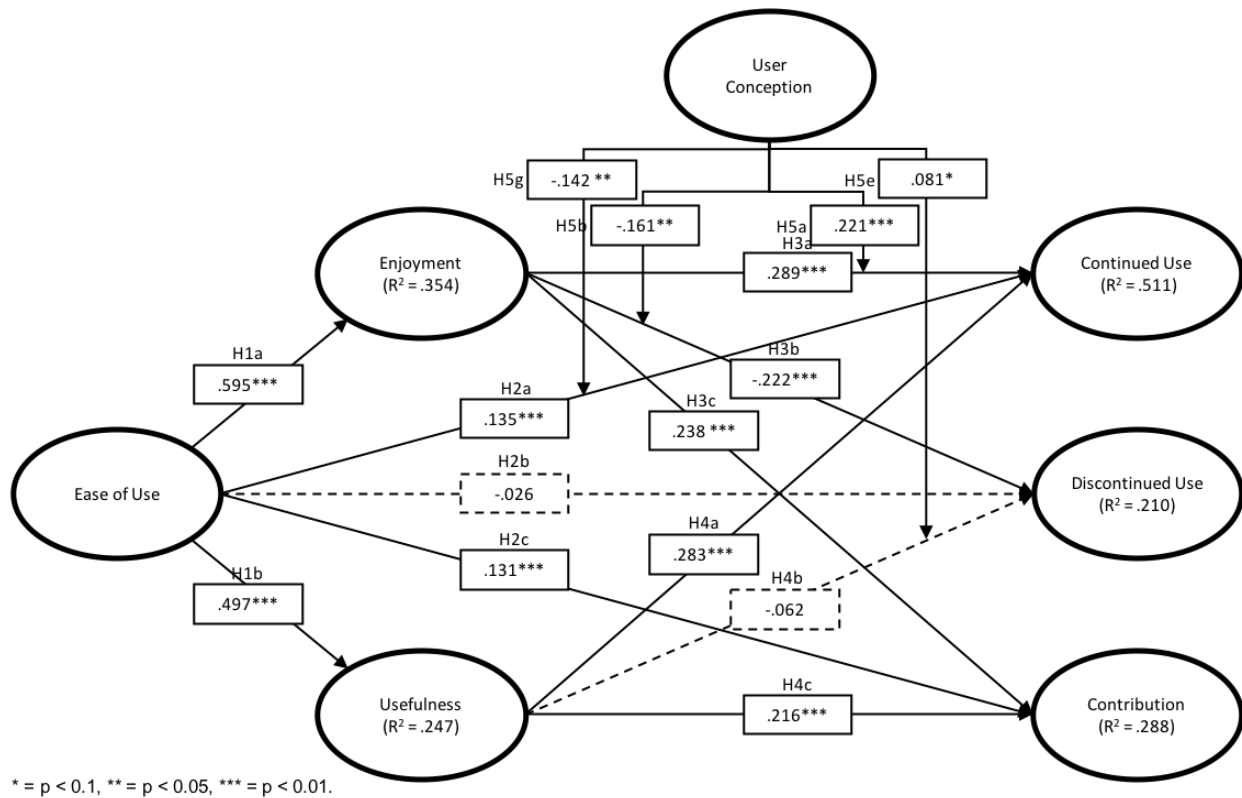 User
Conception
H5g
-.142 **
H5e
.081*
H5b
-.161**
H5a
.221***
H3a
.289***
Enjoyment
(R² = .354)
Continued Use
(R² = .511)
H1a
.595***
H3b
-.222***
H2a
.135***
H3c
.238 ***
Ease of Use
H2b
-.026
Discontinued Use
(R² = .210)
H2c
.131***
H4a
.283***
H1b
.497***
H4b
-.062
Usefulness
(R² = .247)
H4c
.216***
Contribution
(R² = .288)
* = p < 0.1, ** = p < 0.05, *** = p < 0.01.